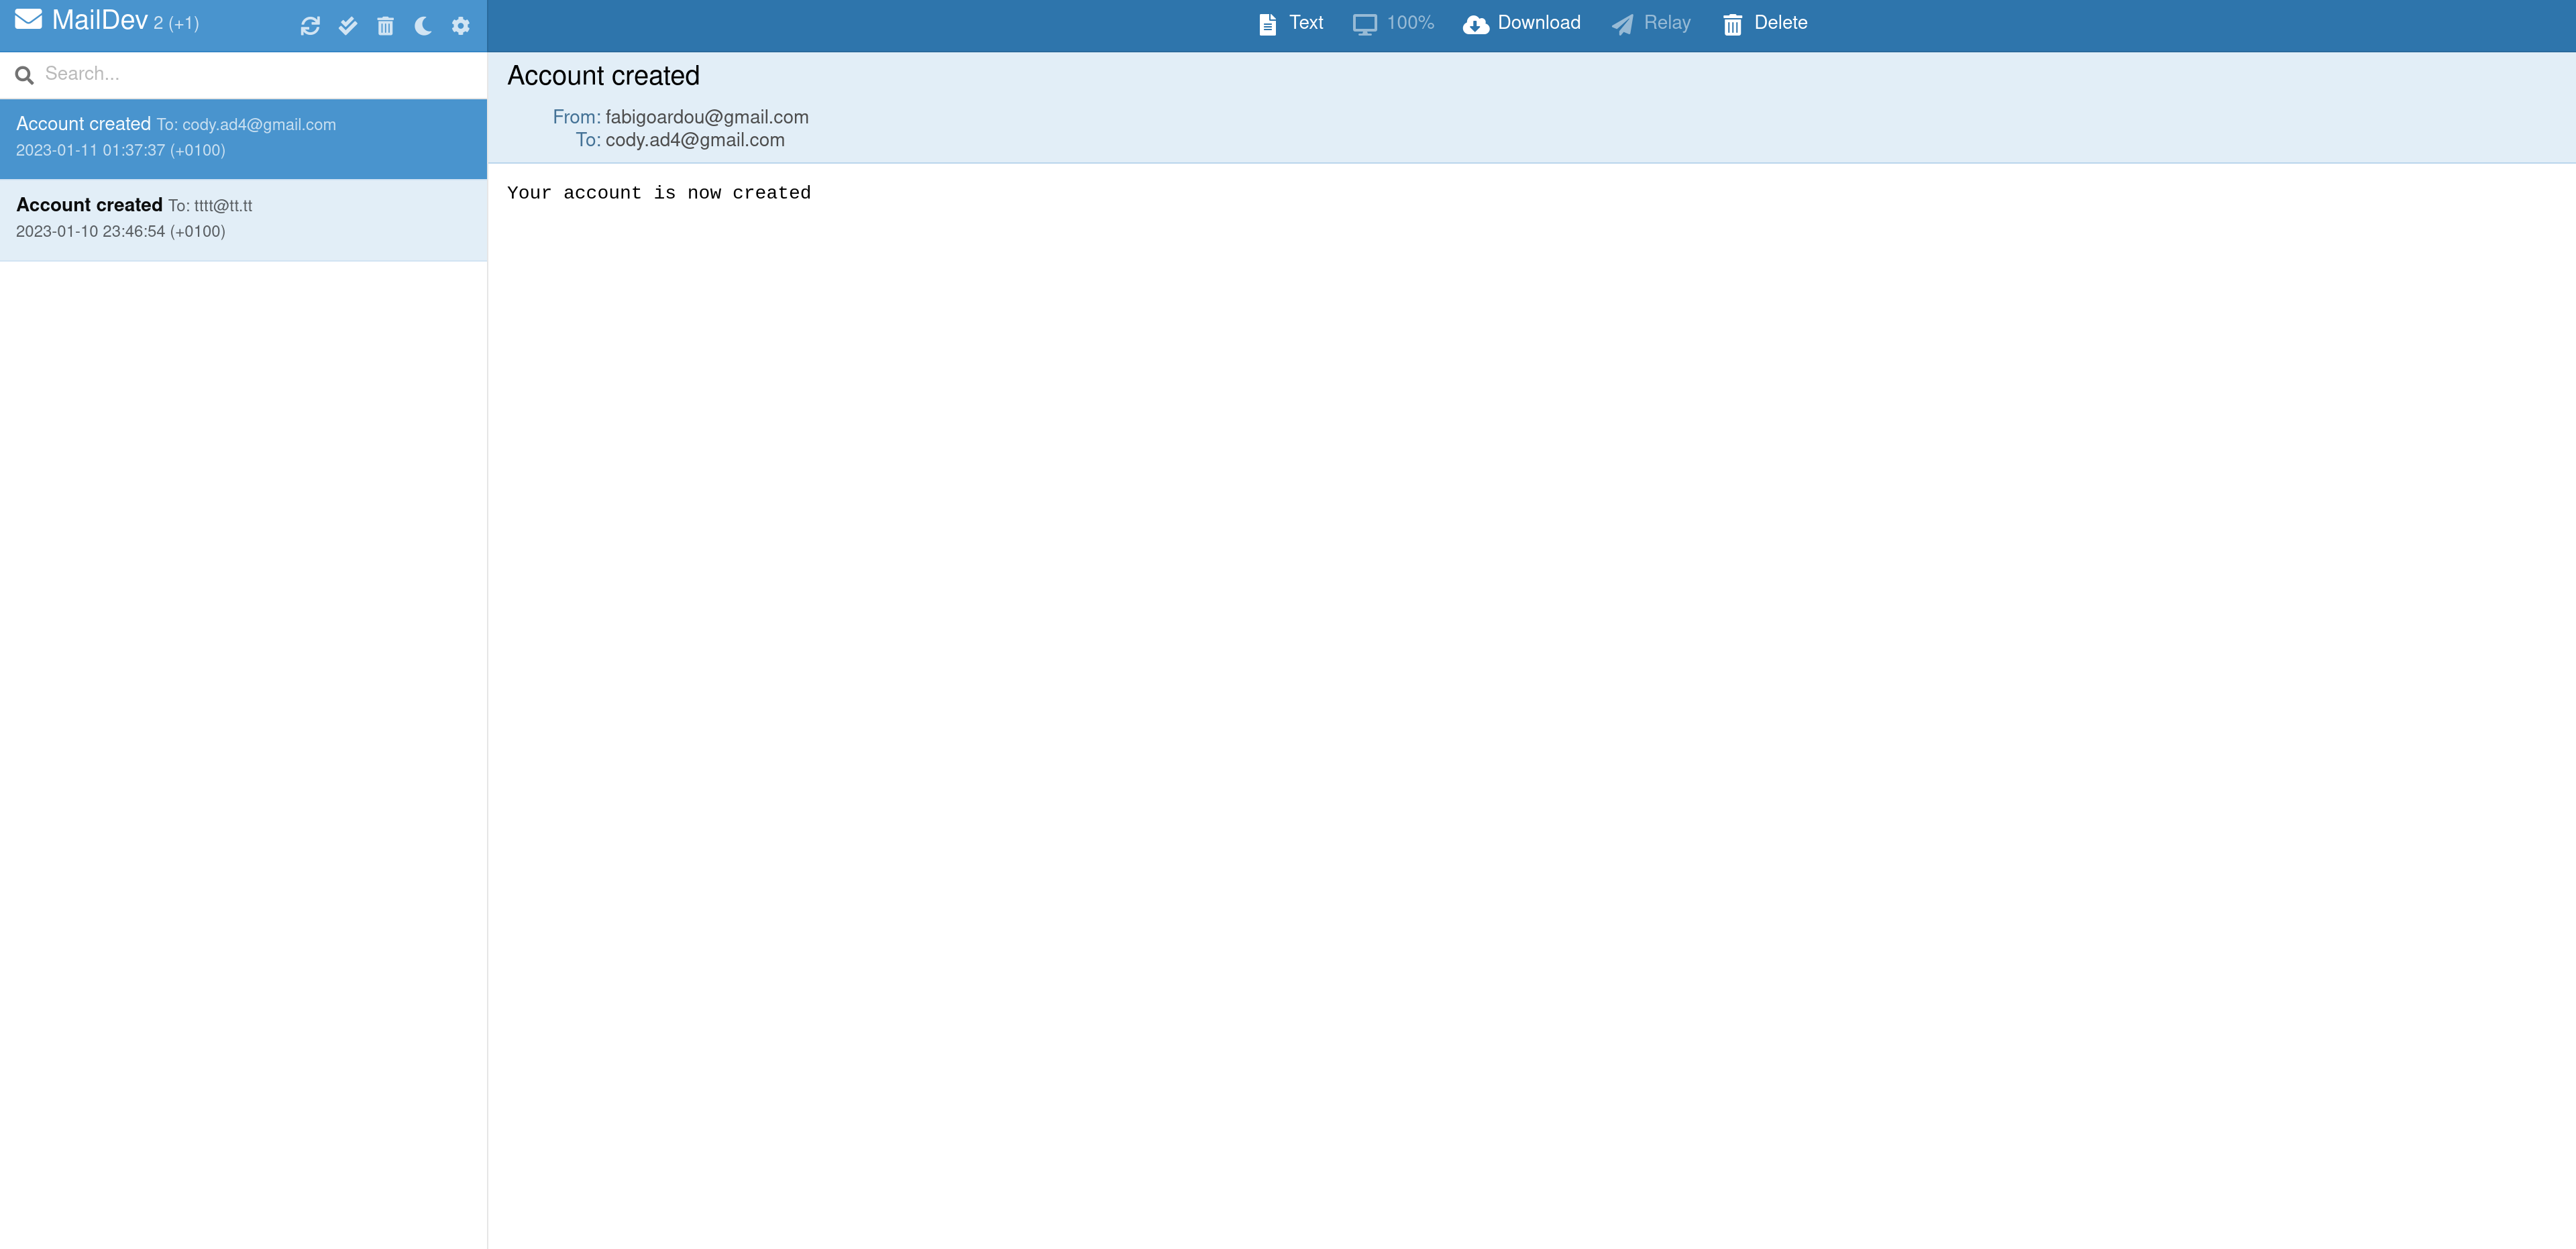 MailDev 2 (+1)
Text 100% Download Relay Delete
Search...
Account created To: cody.ad4@gmail.com
2023-01-11 01:37:37 (+0100)
Account created To: tttt@tt.tt
2023-01-10 23:46:54 (+0100)
Account created
From: fabigoardou@gmail.com
To: cody.ad4@gmail.com
Your account is now created